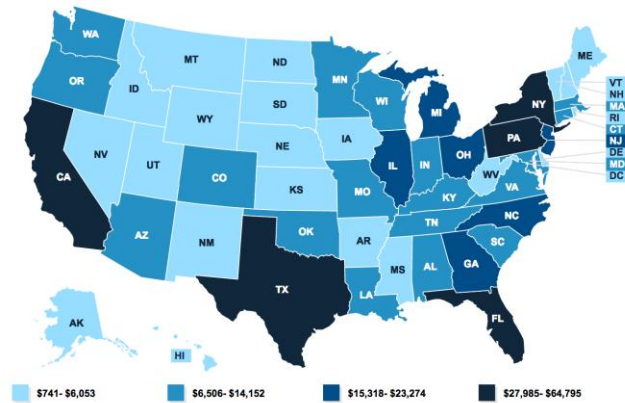 WA
MT
ND
ME
OR
ID
MN
VT
NH
SD
WI
NY
MA
WY
MI
RI
CT
IA
PA
NJ
NE
NV
OH
DE
IL
IN
MD
UT
CO
WV
DC
CA
KS
MO
KY
VA
TN
NC
OK
AZ
NM
AR
SC
MS
AL
GA
TX
LA
FL
AK
HI
$741- $6,053
$6,506- $14,152
$15,318- $23,274
$27,985- $64,795